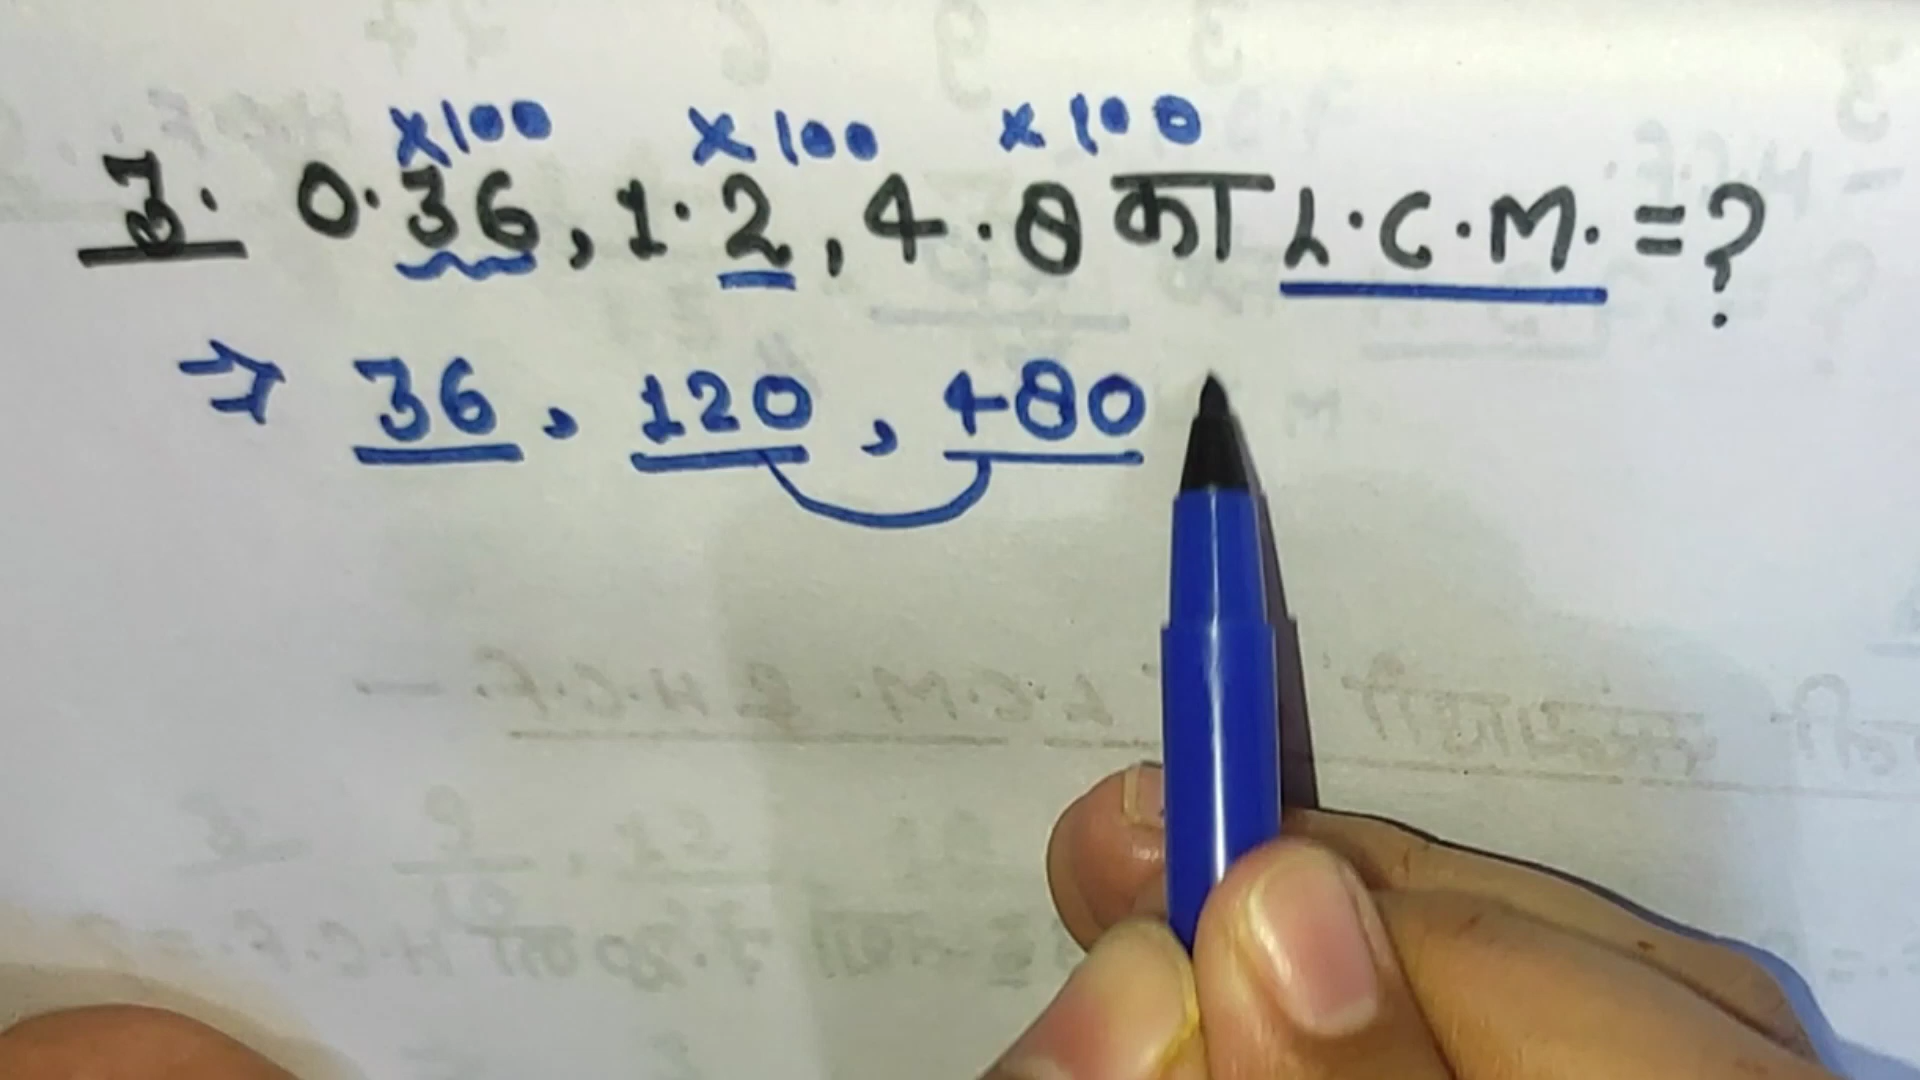 ×100 ×100 ×100
3. 0.36, 1.2, 4.8 का L.C.M. = ?
→ 36, 120, 480